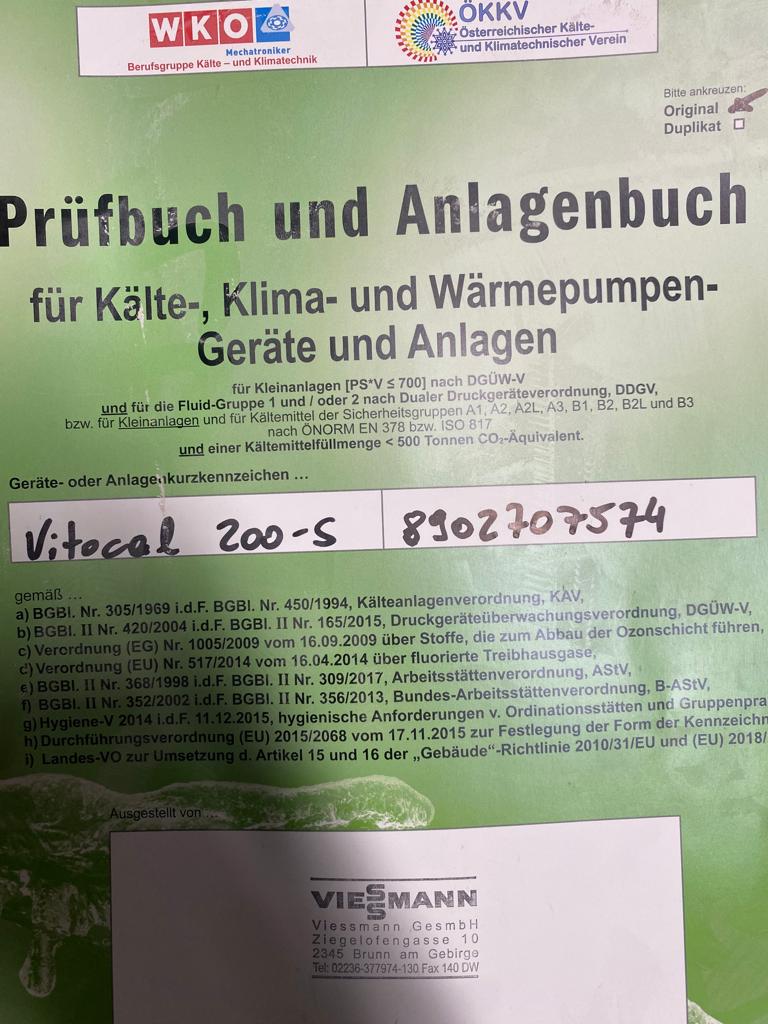 WKO
Mechatroniker
Berufsgruppe Kälte – und Klimatechnik
ÖKKV
Österreichischer Kälte-
und Klimatechnischer Verein
Bitte ankreuzen:
Original
Duplikat
Prüfbuch und Anlagenbuch
für Kälte-, Klima- und Wärmepumpen-
Geräte und Anlagen
für Kleinanlagen [PS*V ≤ 700] nach DGÜW-V
und für die Fluid-Gruppe 1 und / oder 2 nach Dualer Druckgeräteverordnung, DDGV,
bzw. für Kleinanlagen und für Kältemittel der Sicherheitsgruppen A1, A2, A2L, A3, B1, B2, B2L und B3
nach ÖNORM EN 378 bzw. ISO 817
und einer Kältemittelfüllmenge < 500 Tonnen CO₂-Äquivalent.
Geräte- oder Anlagenkurzkennzeichen ...
Vitocal 200-S 8902707574
gemäß ...
a) BGBl. Nr. 305/1969 i.d.F. BGBl. Nr. 450/1994, Kälteanlagenverordnung, KAV,
b) BGBl. II Nr. 420/2004 i.d.F. BGBl. II Nr. 165/2015, Druckgeräteüberwachungsverordnung, DGÜW-V,
c) Verordnung (EG) Nr. 1005/2009 vom 16.09.2009 über Stoffe, die zum Abbau der Ozonschicht führen,
d) Verordnung (EU) Nr. 517/2014 vom 16.04.2014 über fluorierte Treibhausgase,
e) BGBl. II Nr. 368/1998 i.d.F. BGBl. II Nr. 309/2017, Arbeitsstättenverordnung, AStV,
f) BGBl. II Nr. 352/2002 i.d.F. BGBl. II Nr. 356/2013, Bundes-Arbeitsstättenverordnung, B-AStV,
g) Hygiene-V 2014 i.d.F. 11.12.2015, hygienische Anforderungen v. Ordinationsstätten und Gruppenpra
h) Durchführungsverordnung (EU) 2015/2068 vom 17.11.2015 zur Festlegung der Form der Kennzeichn
i) Landes-VO zur Umsetzung d. Artikel 15 und 16 der „Gebäude"-Richtlinie 2010/31/EU und (EU) 2018/
Ausgestellt von ...
VIESSMANN
Viessmann GesmbH
Ziegelofengasse 10
2345 Brunn am Gebirge
Tel: 02236-377974-130 Fax 140 DW